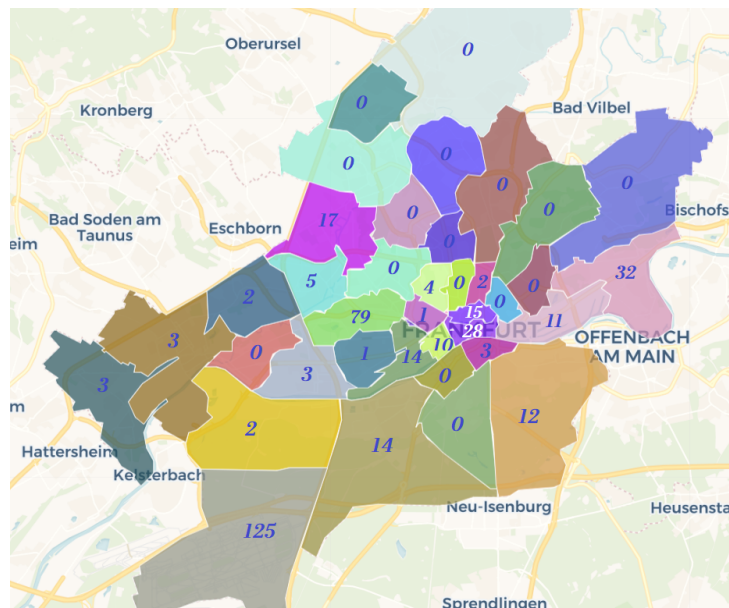 Oberursel
0
Kronberg
0
Bad Vilbel
0
0
0
0
0
Bad Soden am
Taunus
Eschborn
17
0
0
Bischofs
eim
0
5
0
32
2
4
0
2
0
0
79
1
15
11
3
FRANKFURT
28
OFFENBACH
AM MAIN
0
1
14
10
3
3
3
0
m
2
14
0
12
Hattersheim
Kelsterbach
125
Neu-Isenburg
Heusensta
Sprendlingen